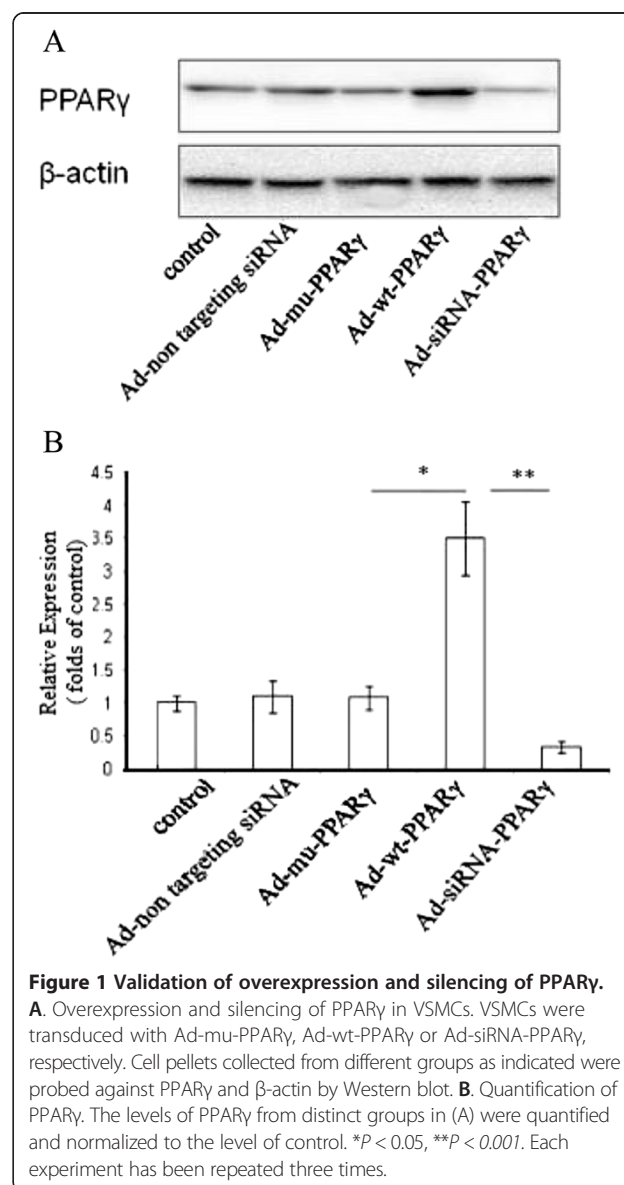 A
PPARγ
β-actin
control
Ad-non targeting siRNA
Ad-mu-PPARγ
Ad-wt-PPARγ
Ad-siRNA-PPARγ
B
Relative Expression
( folds of control)
4.5
4
3.5
3
2.5
2
1.5
1
0.5
0
*
**
control
Ad-non targeting siRNA
Ad-mu-PPARγ
Ad-wt-PPARγ
Ad-siRNA-PPARγ
Figure 1 Validation of overexpression and silencing of PPARγ.
A. Overexpression and silencing of PPARγ in VSMCs. VSMCs were
transduced with Ad-mu-PPARγ, Ad-wt-PPARγ or Ad-siRNA-PPARγ,
respectively. Cell pellets collected from different groups as indicated were
probed against PPARγ and β-actin by Western blot. B. Quantification of
PPARγ. The levels of PPARγ from distinct groups in (A) were quantified
and normalized to the level of control. *P < 0.05, **P < 0.001. Each
experiment has been repeated three times.